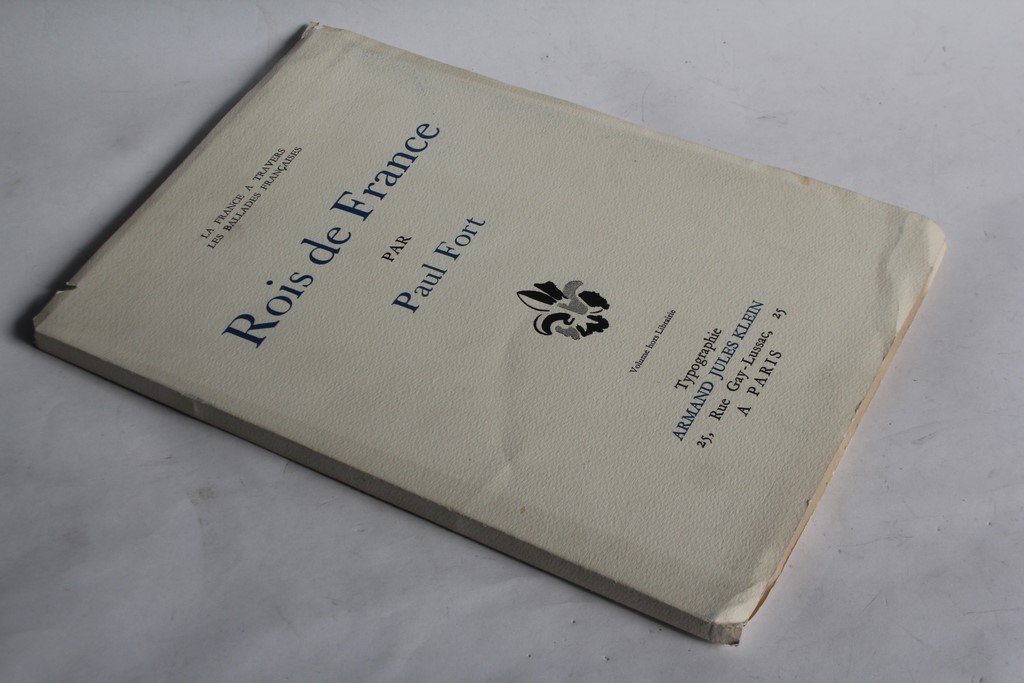 LA FRANCE A TRAVERS
LES BALLADES FRANÇAISES
Rois de France
PAR
Paul Fort
Volume hors Librairie
Typographie
ARMAND JULES KLEIN
25, Rue Gay-Lussac, 25
A PARIS